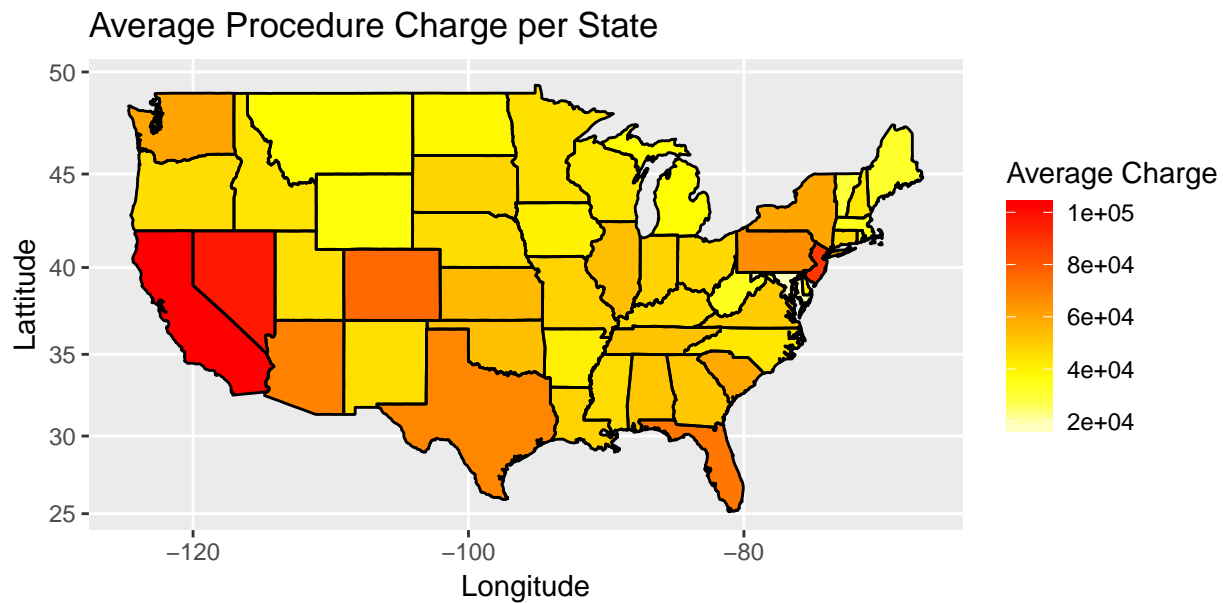 Average Procedure Charge per State
50
45
40
35
30
25
Lattitude
−120
−100
−80
Longitude
Average Charge
1e+05
8e+04
6e+04
4e+04
2e+04